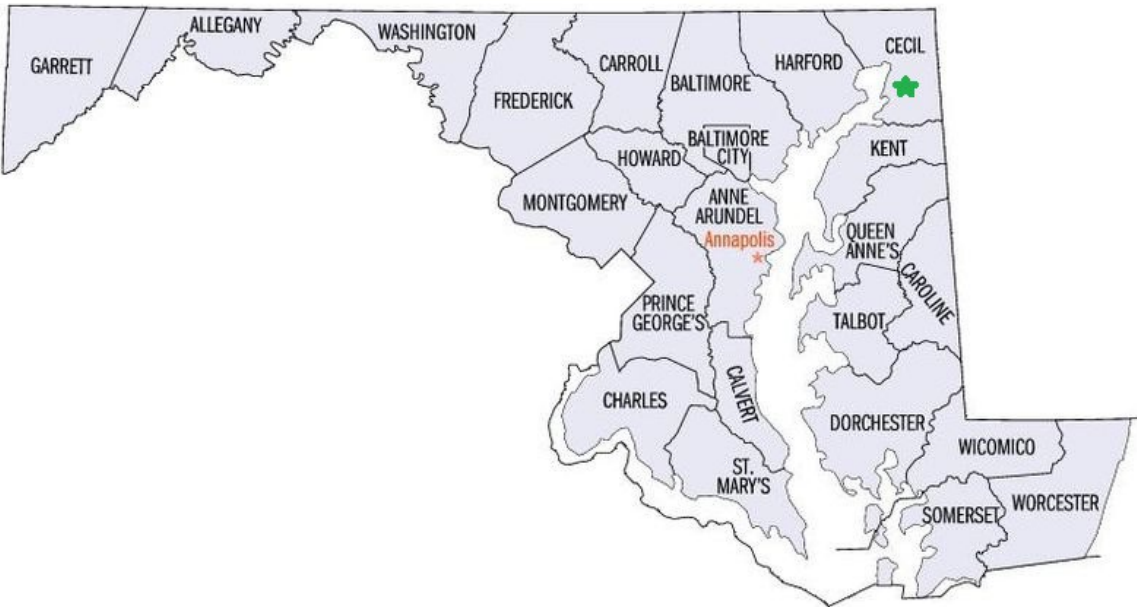 GARRETT
ALLEGANY
WASHINGTON
FREDERICK
CARROLL
BALTIMORE
HARFORD
CECIL
BALTIMORE
CITY
HOWARD
KENT
MONTGOMERY
ANNE
ARUNDEL
Annapolis
*
QUEEN
ANNE'S
CAROLINE
PRINCE
GEORGE'S
TALBOT
CHARLES
CALVERT
DORCHESTER
WICOMICO
ST.
MARY'S
SOMERSET
WORCESTER